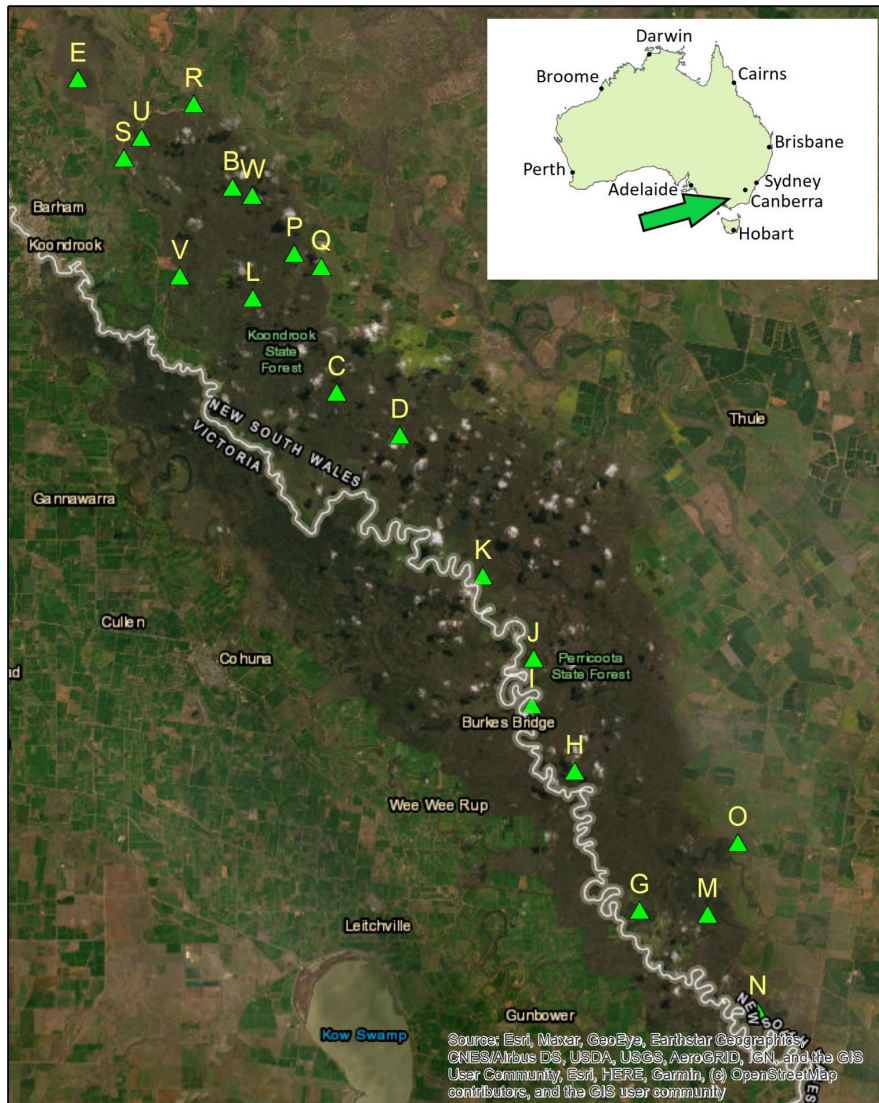 Darwin
Broome
Cairns
Brisbane
Perth
Adelaide
Sydney
Canberra
Hobart
E
R
U
S
B
W
Barham
Koondrook
V
P
Q
L
Koondrook
State
Forest
C
D
Thule
NEW SOUTH WALES
VICTORIA
Gannawarra
K
Cullen
Cohuna
ad
J
Perricoota
State Forest
I
Burkes Bridge
H
Wee Wee Rup
O
G
M
Leitchville
N
NEW SOUTH WALES
Gunbower
Kow Swamp
Source: Esri, Maxar, GeoEye, Earthstar Geographics,
CNES/Airbus DS, USDA, USGS, AeroGRID, IGN, and the GIS
User Community, Esri, HERE, Garmin, (c) OpenStreetMap
contributors, and the GIS user community